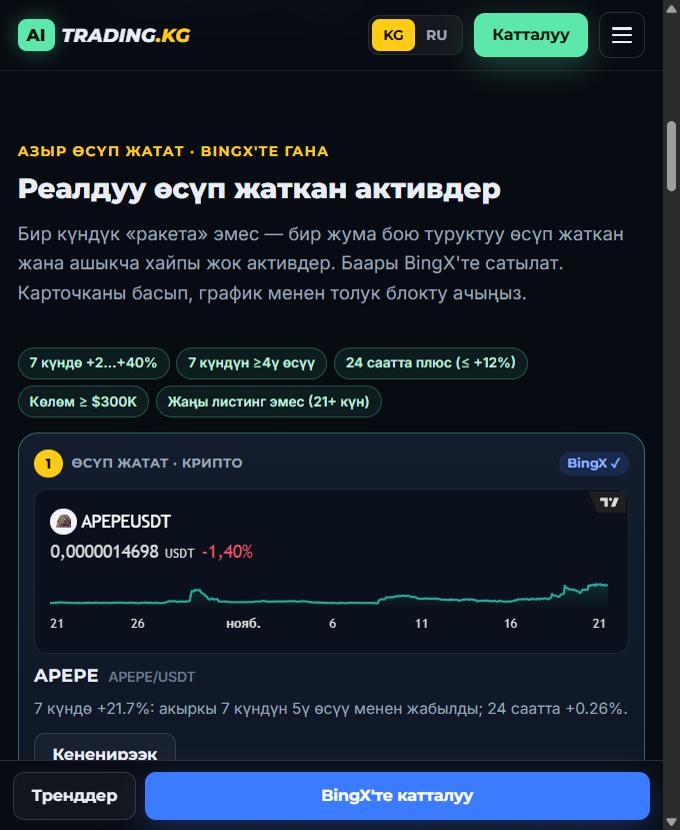 AI TRADING.KG KG RU Катталуу
АЗЫР ӨСҮП ЖАТАТ · BINGX'ТЕ ГАНА
Реалдуу өсүп жаткан активдер
Бир күндүк «ракета» эмес — бир жума бою туруктуу өсүп жаткан
жана ашыкча хайпы жок активдер. Баары BingX'те сатылат.
Карточканы басып, график менен толук блокту ачыңыз.
7 күндө +2…+40% 7 күндүн ≥4ү өсүү 24 саатта плюс (≤ +12%)
Көлөм ≥ $300K Жаңы листинг эмес (21+ күн)
1 ӨСҮП ЖАТАТ · КРИПТО BingX ✓
APEPEUSDT
0,0000014698 USDT -1,40%
21 26 нояб. 6 11 16 21
APEPE APEPE/USDT
7 күндө +21.7%: акыркы 7 күндүн 5ү өсүү менен жабылды; 24 саатта +0.26%.
Кененирээк
Тренддер BingX'те катталуу